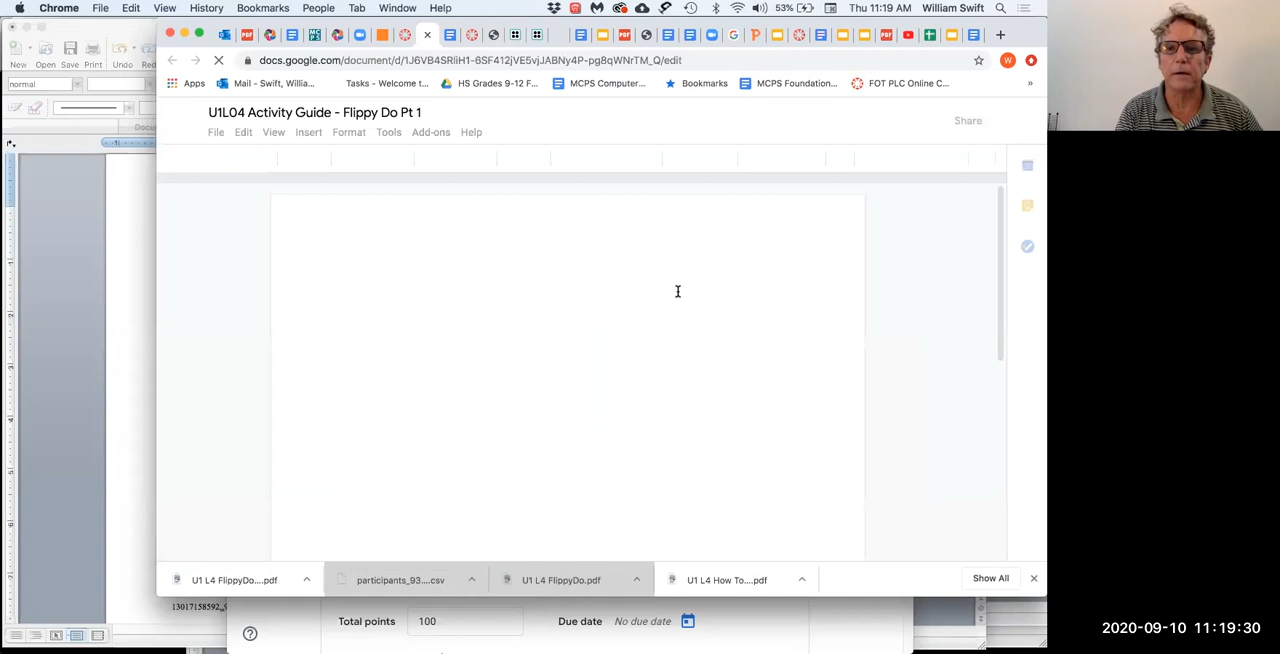 Chrome File Edit View History Bookmarks People Tab Window Help 53% Thu 11:19 AM William Swift
docs.google.com/document/d/1J6VB4SRliH1-6SF412jVE5vjJABNy4P-pg8qWNrTM_Q/edit
New Open Save Print Undo Red
Apps Mail - Swift, Willia... Tasks - Welcome t... HS Grades 9-12 F... MCPS Computer... Bookmarks MCPS Foundation... FOT PLC Online C... »
normal
U1L04 Activity Guide - Flippy Do Pt 1
Share
File Edit View Insert Format Tools Add-ons Help
Docu
U1 L4 FlippyDo....pdf participants_93....csv U1 L4 FlippyDo.pdf U1 L4 How To....pdf Show All
Total points 100 Due date No due date
2020-09-10 11:19:30